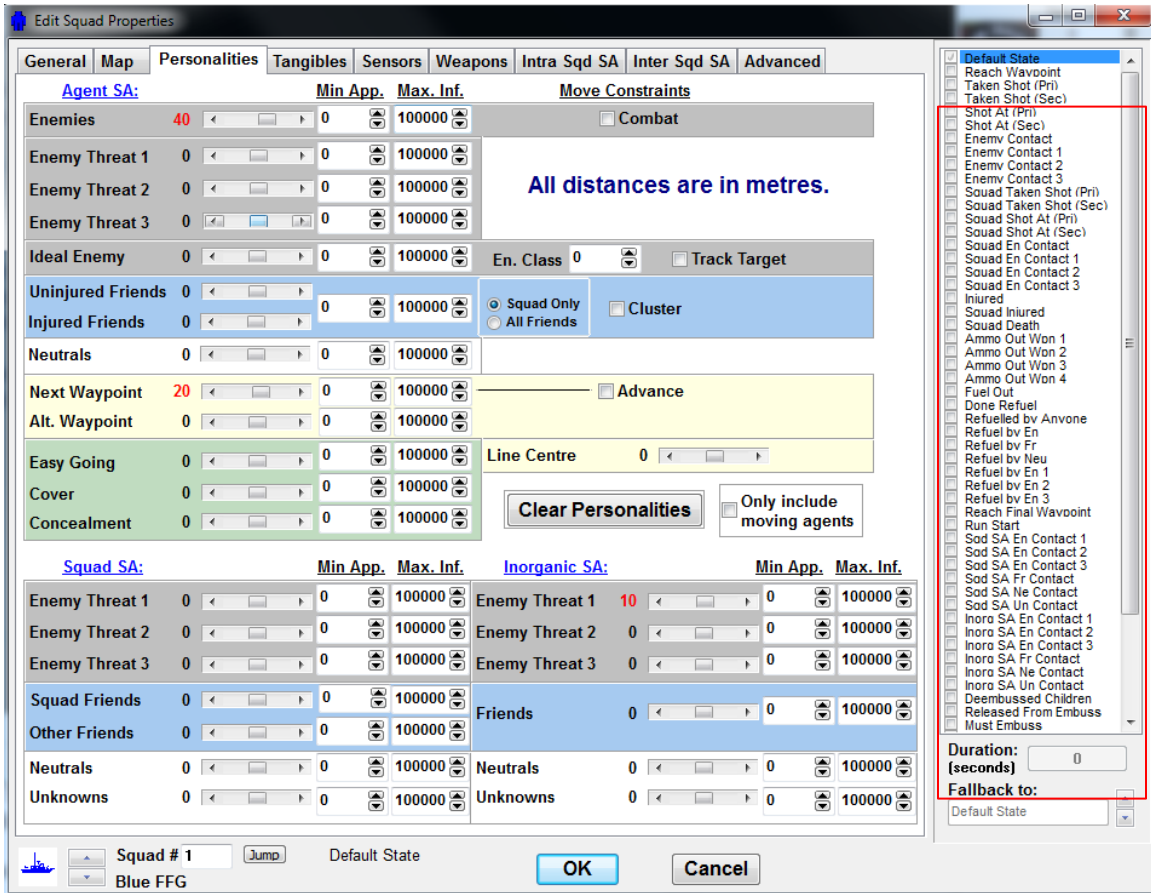 Edit Squad Properties
General Map Personalities Tangibles Sensors Weapons Intra Sqd SA Inter Sqd SA Advanced
Agent SA: Min App. Max. Inf. Move Constraints
Enemies 40 0 100000 Combat
Enemy Threat 1 0 0 100000
Enemy Threat 2 0 0 100000
All distances are in metres.
Enemy Threat 3 0 0 100000
Ideal Enemy 0 0 100000 En. Class 0 Track Target
Uninjured Friends 0
0 100000 Squad Only Cluster
Injured Friends 0 All Friends
Neutrals 0 0 100000
Next Waypoint 20 0 100000 Advance
Alt. Waypoint 0 0 100000
Easy Going 0 0 100000 Line Centre 0
Cover 0 0 100000
Clear Personalities Only include
moving agents
Concealment 0 0 100000
Squad SA: Min App. Max. Inf. Inorganic SA: Min App. Max. Inf.
Enemy Threat 1 0 0 100000 Enemy Threat 1 10 0 100000
Enemy Threat 2 0 0 100000 Enemy Threat 2 0 0 100000
Enemy Threat 3 0 0 100000 Enemy Threat 3 0 0 100000
Squad Friends 0 0 100000
Friends 0 0 100000
Other Friends 0 0 100000
Neutrals 0 0 100000 Neutrals 0 0 100000
Unknowns 0 0 100000 Unknowns 0 0 100000
Squad # 1 Jump Default State
Blue FFG
OK Cancel
Default State
Reach Waypoint
Taken Shot (Pri)
Taken Shot (Sec)
Shot At (Pri)
Shot At (Sec)
Enemy Contact
Enemy Contact 1
Enemy Contact 2
Enemy Contact 3
Squad Taken Shot (Pri)
Squad Taken Shot (Sec)
Squad Shot At (Pri)
Squad Shot At (Sec)
Squad En Contact
Squad En Contact 1
Squad En Contact 2
Squad En Contact 3
Injured
Squad Injured
Squad Death
Ammo Out Wpn 1
Ammo Out Wpn 2
Ammo Out Wpn 3
Ammo Out Wpn 4
Fuel Out
Done Refuel
Refuelled by Anyone
Refuel by En
Refuel by Fr
Refuel by Neu
Refuel by En 1
Refuel by En 2
Refuel by En 3
Reach Final Waypoint
Run Start
Sqd SA En Contact 1
Sqd SA En Contact 2
Sqd SA En Contact 3
Sqd SA Fr Contact
Sqd SA Ne Contact
Sqd SA Un Contact
Inorg SA En Contact 1
Inorg SA En Contact 2
Inorg SA En Contact 3
Inorg SA Fr Contact
Inorg SA Ne Contact
Inorg SA Un Contact
Deembussed Children
Released From Embuss
Must Embuss
Duration:
(seconds) 0
Fallback to:
Default State